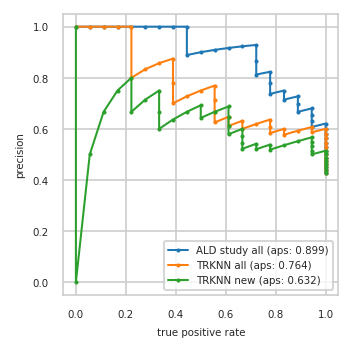 1.0
0.8
0.6
0.4
0.2
0.0
precision
0.0 0.2 0.4 0.6 0.8 1.0
true positive rate
ALD study all (aps: 0.899)
TRKNN all (aps: 0.764)
TRKNN new (aps: 0.632)